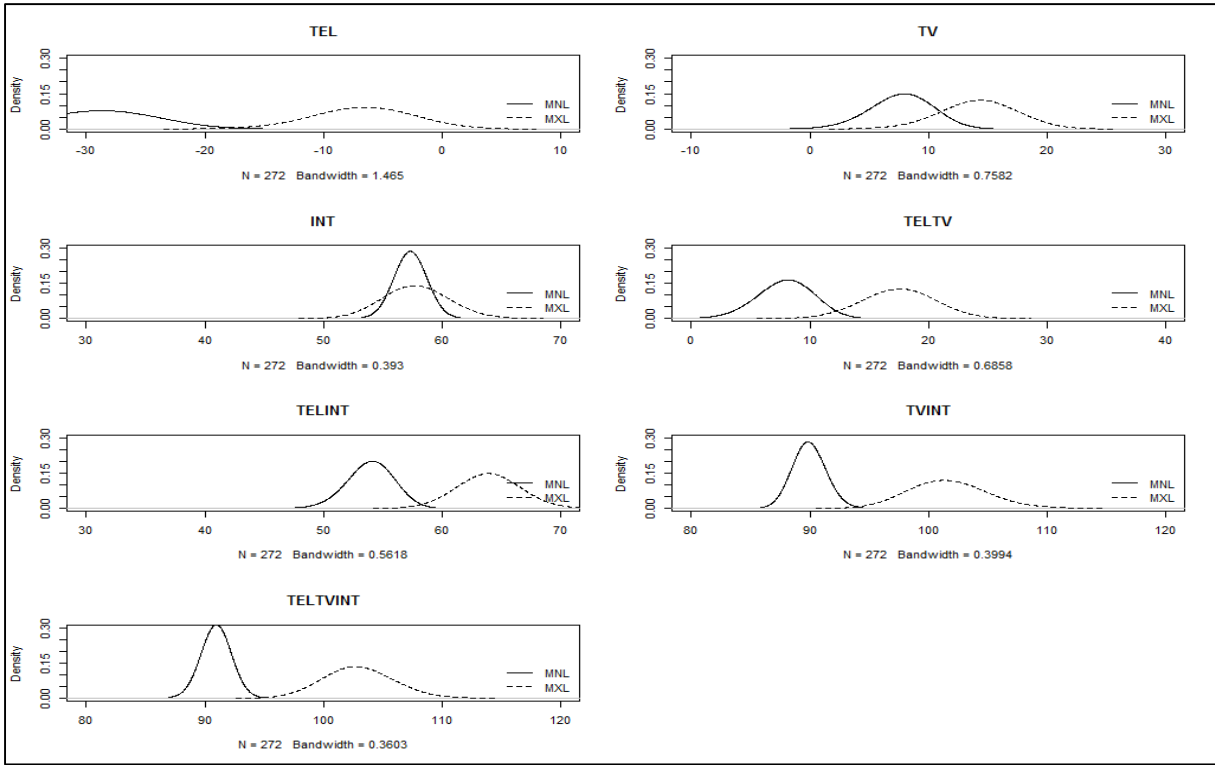 TEL
Density
0.00 0.15 0.30
MNL
MXL
-30 -20 -10 0 10
N = 272 Bandwidth = 1.465
TV
Density
0.00 0.15 0.30
MNL
MXL
-10 0 10 20 30
N = 272 Bandwidth = 0.7582
INT
Density
0.00 0.15 0.30
MNL
MXL
30 40 50 60 70
N = 272 Bandwidth = 0.393
TELTV
Density
0.00 0.15 0.30
MNL
MXL
0 10 20 30 40
N = 272 Bandwidth = 0.6858
TELINT
Density
0.00 0.15 0.30
MNL
MXL
30 40 50 60 70
N = 272 Bandwidth = 0.5618
TVINT
Density
0.00 0.15 0.30
MNL
MXL
80 90 100 110 120
N = 272 Bandwidth = 0.3994
TELTVINT
Density
0.00 0.15 0.30
MNL
MXL
80 90 100 110 120
N = 272 Bandwidth = 0.3603